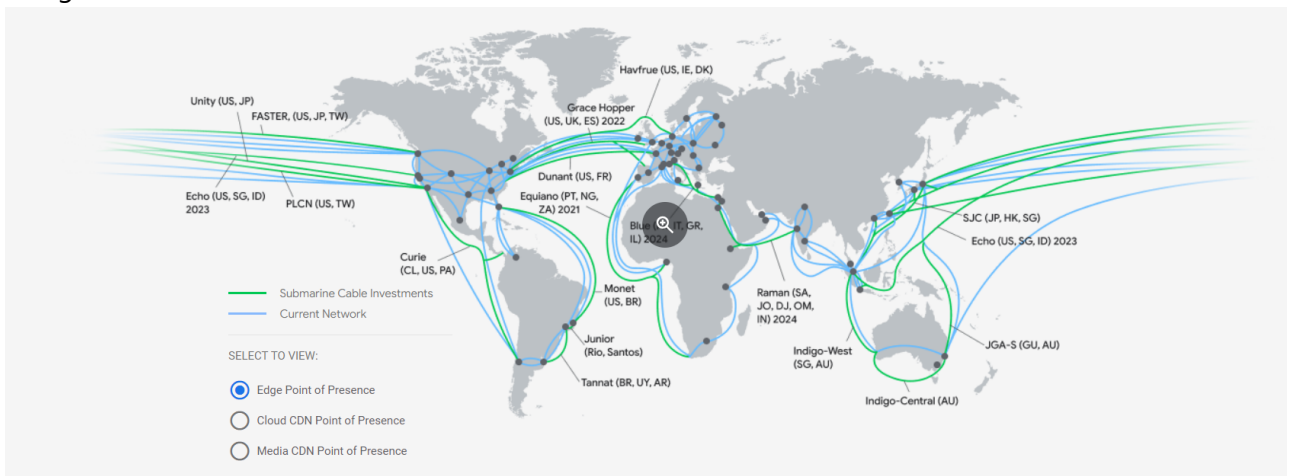 Havfrue (US, IE, DK)
Unity (US, JP)
FASTER, (US, JP, TW)
Grace Hopper
(US, UK, ES) 2022
Dunant (US, FR)
Echo (US, SG, ID)
2023
PLCN (US, TW)
Equiano (PT, NG,
ZA) 2021
Blue IT, GR,
IL) 2024
SJC (JP, HK, SG)
Echo (US, SG, ID) 2023
Curie
(CL, US, PA)
Monet
(US, BR)
Raman (SA,
JO, DJ, OM,
IN) 2024
Submarine Cable Investments
Current Network
Junior
(Rio, Santos)
Indigo-West
(SG, AU)
JGA-S (GU, AU)
Tannat (BR, UY, AR)
Indigo-Central (AU)
SELECT TO VIEW:
Edge Point of Presence
Cloud CDN Point of Presence
Media CDN Point of Presence